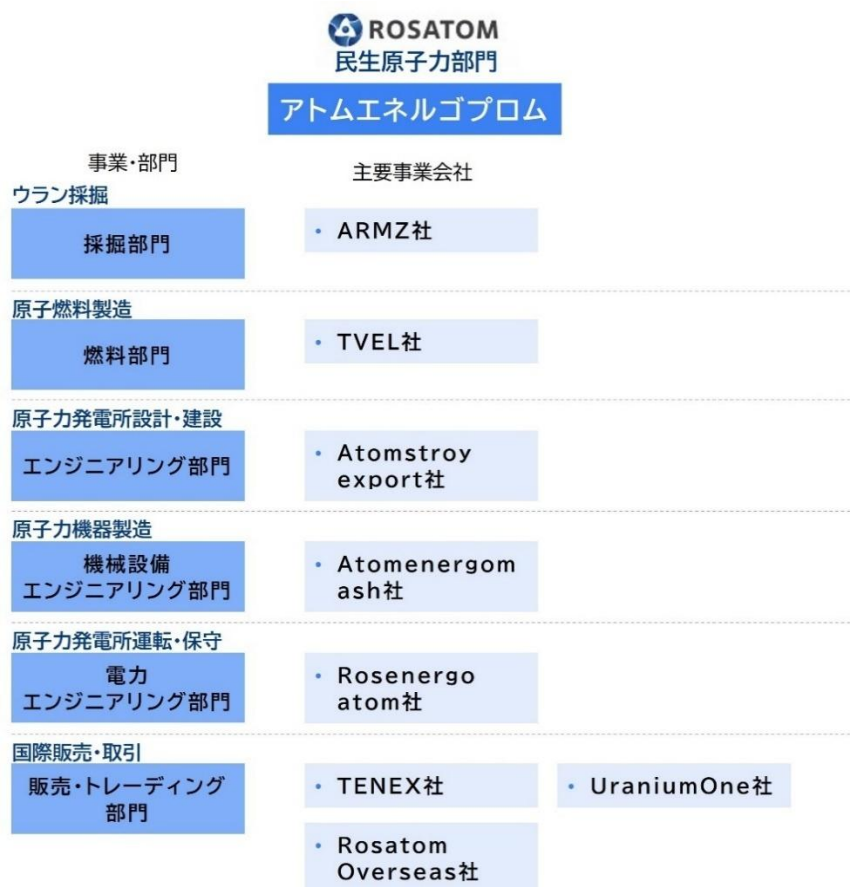 ROSATOM
民生原子力部門
アトムエネルゴプロム
事業・部門
主要事業会社
ウラン採掘
採掘部門
• ARMZ社
原子燃料製造
燃料部門
• TVEL社
原子力発電所設計・建設
エンジニアリング部門
• Atomstroy
export社
原子力機器製造
機械設備
エンジニアリング部門
• Atomenergom
ash社
原子力発電所運転・保守
電力
エンジニアリング部門
• Rosenergo
atom社
国際販売・取引
販売・トレーディング
部門
• TENEX社
• UraniumOne社
• Rosatom
Overseas社